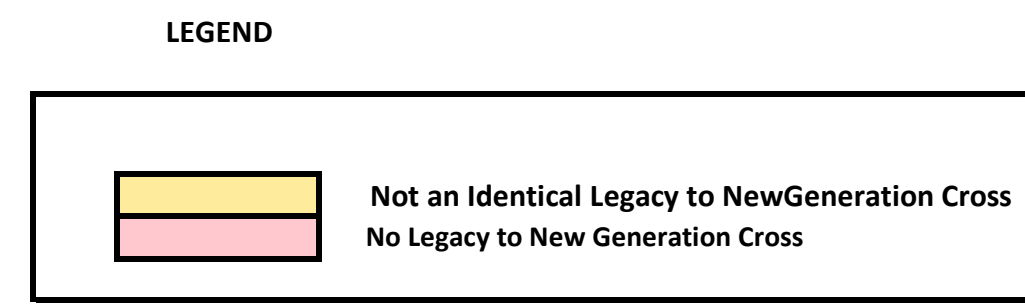 LEGEND
Not an Identical Legacy to NewGeneration Cross
No Legacy to New Generation Cross